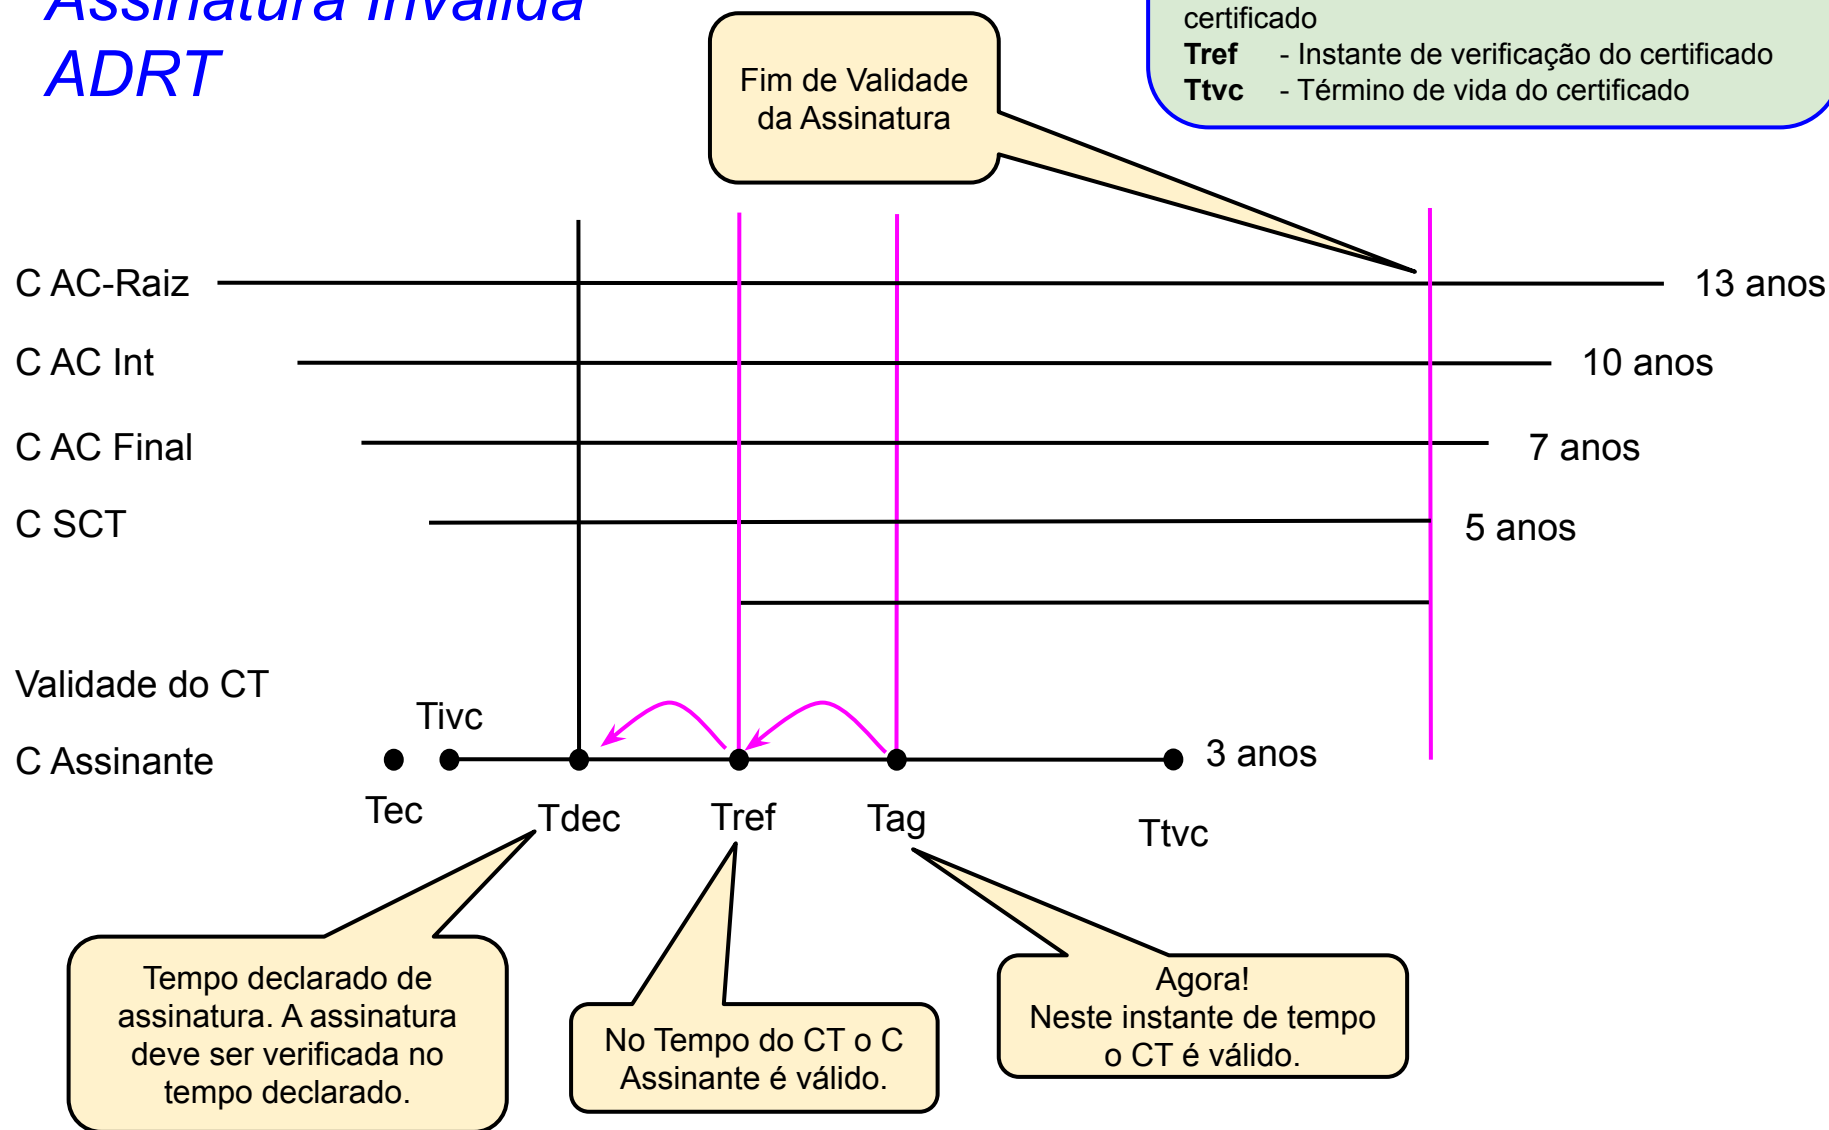 Assinatura Inválida
ADRT
certificado
Tref - Instante de verificação do certificado
Ttvc - Término de vida do certificado
Fim de Validade
da Assinatura
C AC-Raiz
13 anos
C AC Int
10 anos
C AC Final
7 anos
C SCT
5 anos
Validade do CT
Tivc
C Assinante
3 anos
Tec
Tdec
Tref
Tag
Ttvc
Tempo declarado de
assinatura. A assinatura
deve ser verificada no
tempo declarado.
No Tempo do CT o C
Assinante é válido.
Agora!
Neste instante de tempo
o CT é válido.